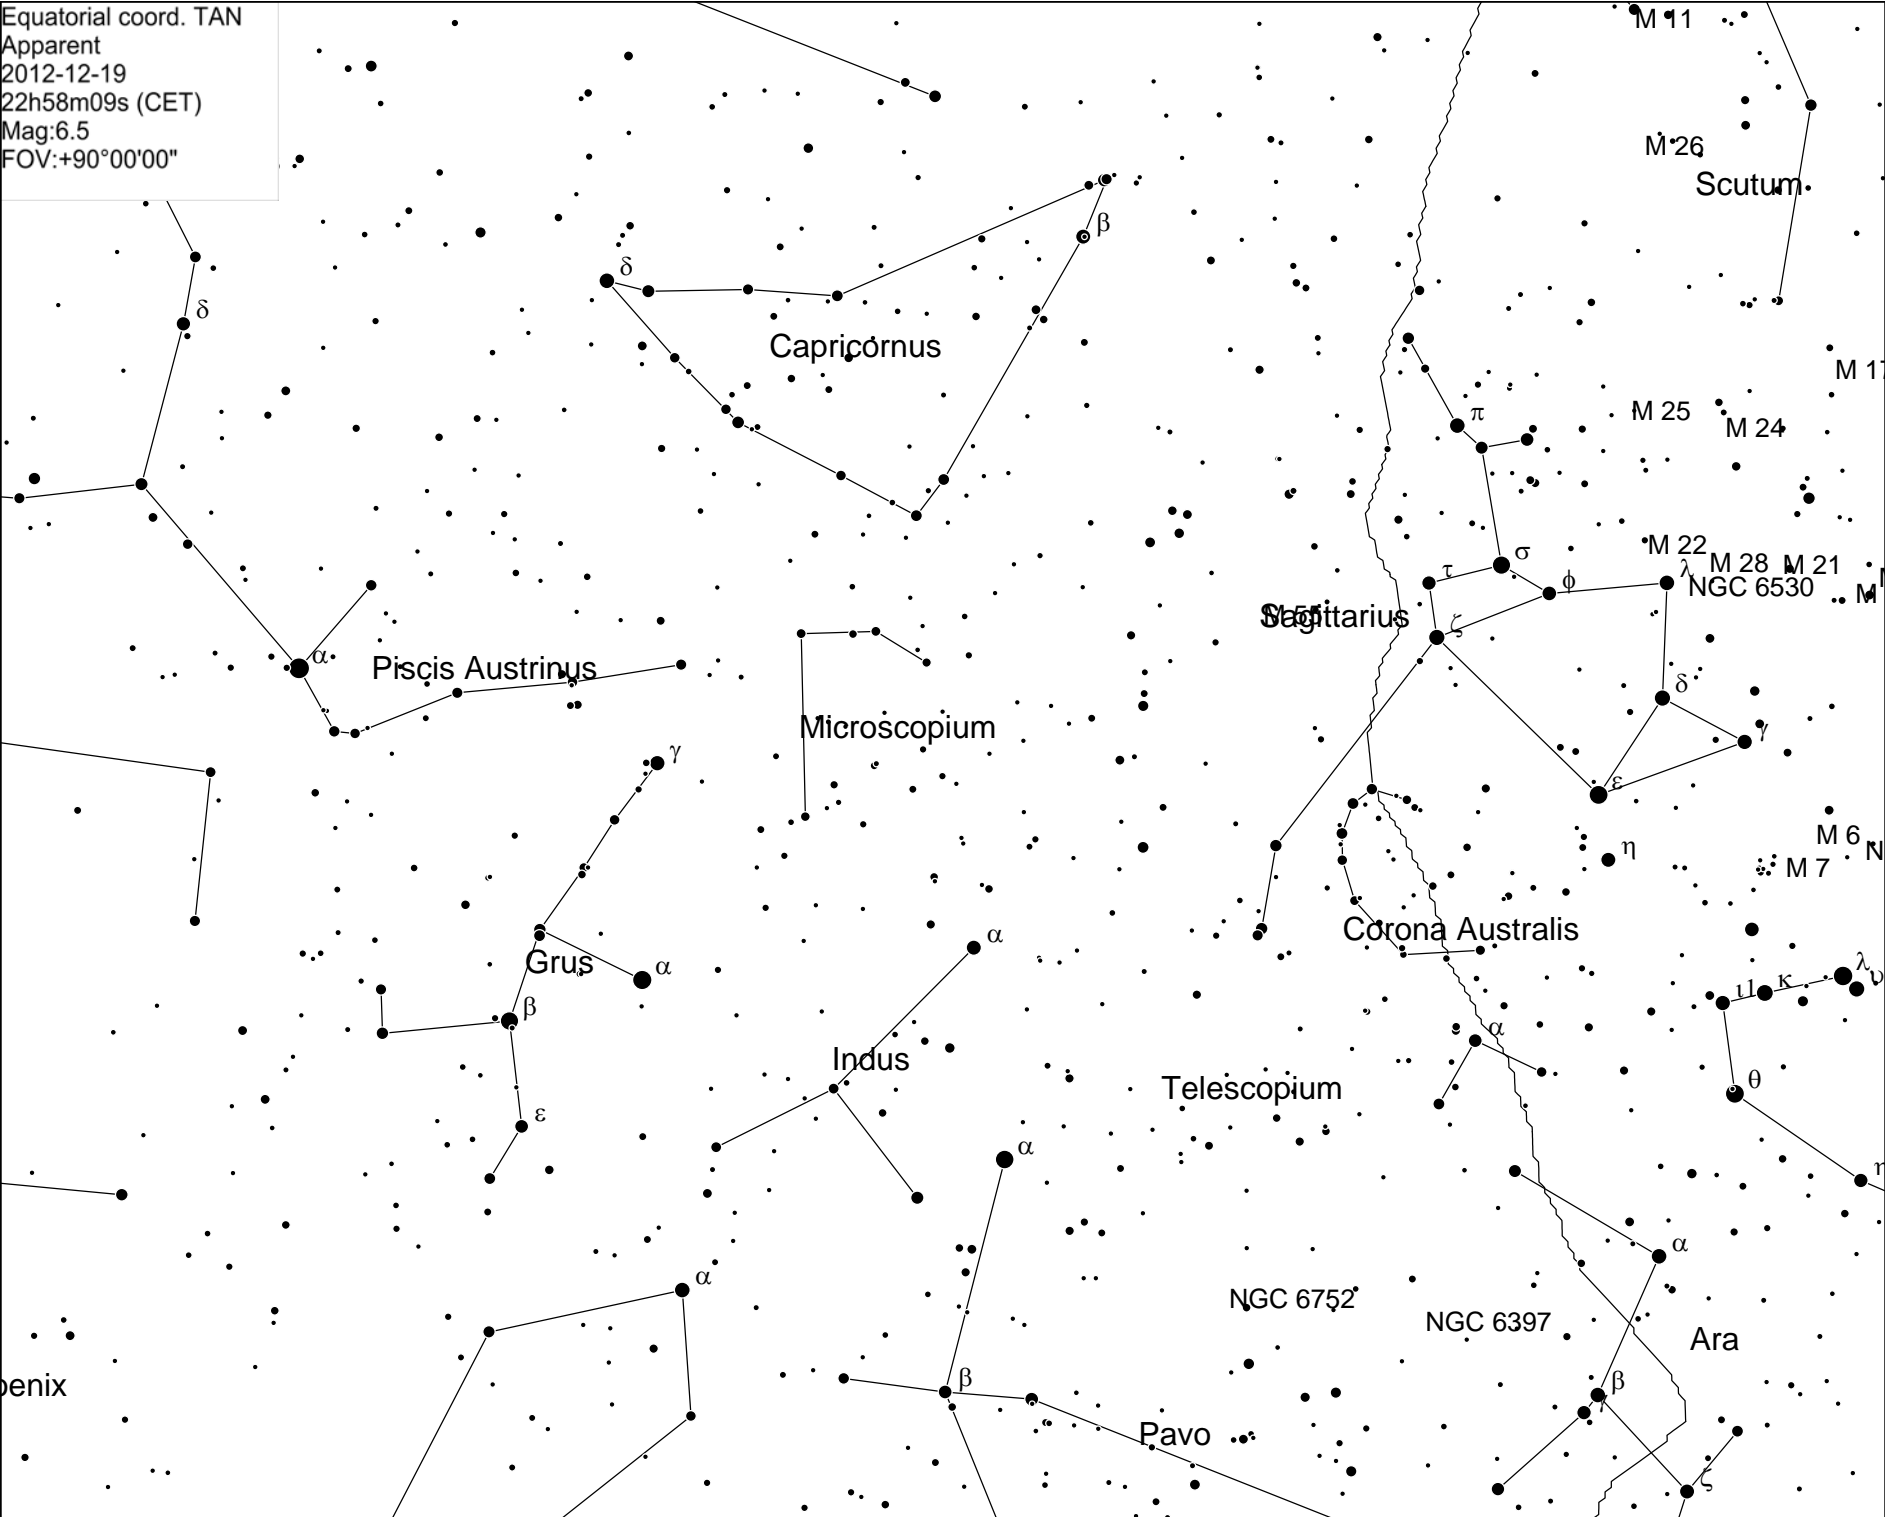 Equatorial coord. TAN
Apparent
2012-12-19
22h58m09s (CET)
Mag:6.5
FOV:+90°00'00"
M 11
M 26
Scutum
β
δ
δ
Capricornus
M 17
π
M 25
M 24
σ
M 22
M 28
M 21
τ
φ
λ
NGC 6530
M
M 55
Sagittarius
ζ
α
Piscis Austrinus
δ
Microscopium
γ
γ
ε
M 6
N
η
M 7
Corona Australis
α
Grus
α
λ
υ
ι1
κ
β
α
Indus
Telescopium
θ
ε
α
η
α
α
NGC 6752
NGC 6397
Ara
β
β
γ
Pavo
ζ